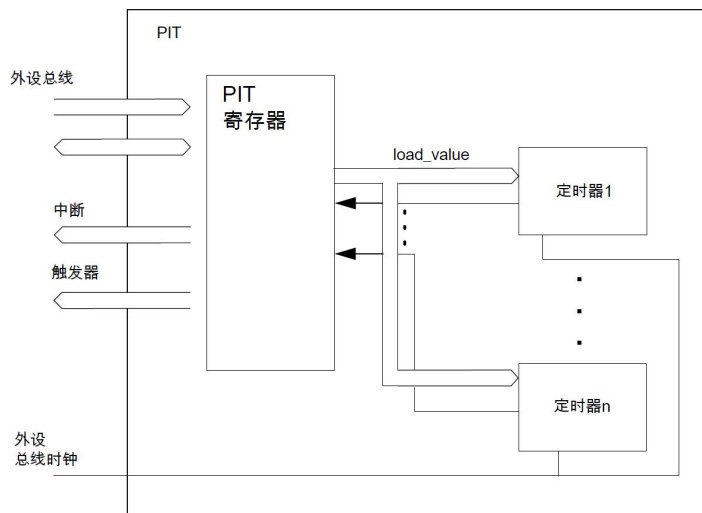 PIT
外设总线
PIT
寄存器
load_value
定时器1
中断
触发器
定时器n
外设
总线时钟